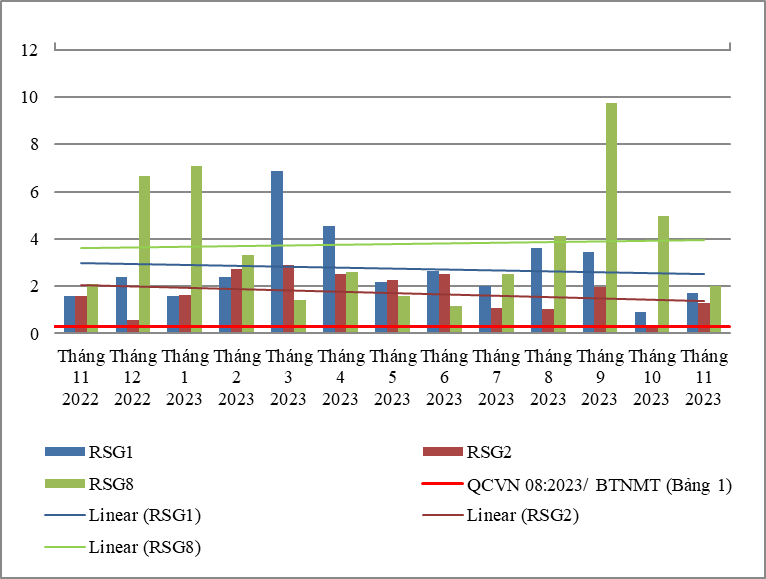 12
10
8
6
4
2
0
Tháng Tháng Tháng Tháng Tháng Tháng Tháng Tháng Tháng Tháng Tháng Tháng Tháng
11 12 1 2 3 4 5 6 7 8 9 10 11
2022 2022 2023 2023 2023 2023 2023 2023 2023 2023 2023 2023 2023
RSG1 RSG2
RSG8 QCVN 08:2023/ BTNMT (Bảng 1)
Linear (RSG1) Linear (RSG2)
Linear (RSG8)